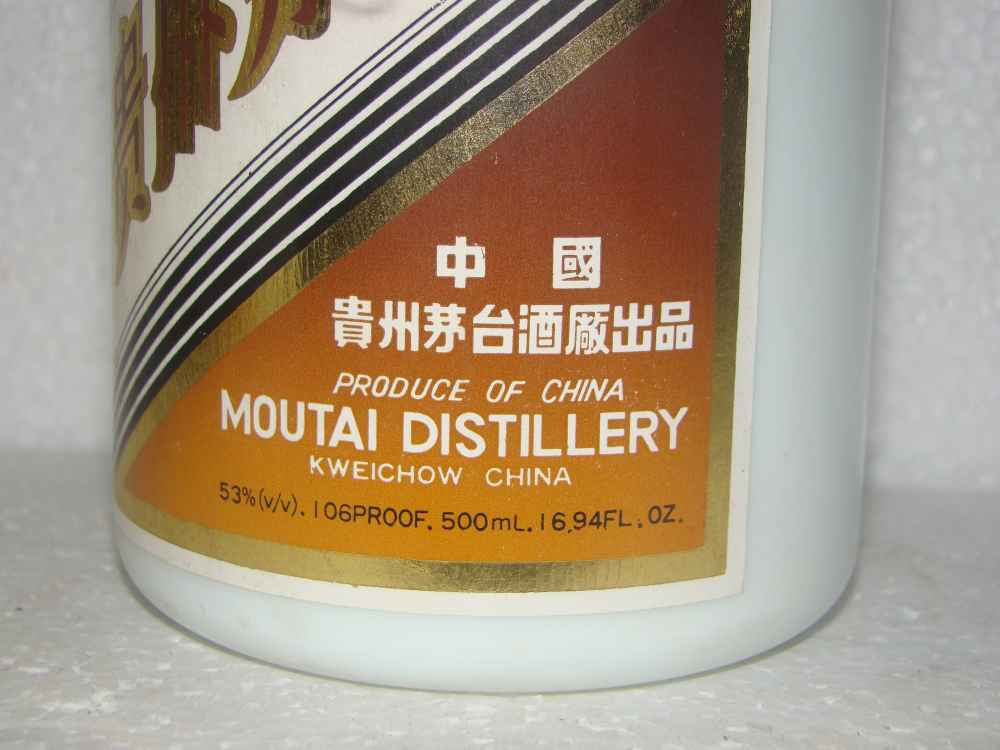 中國
貴州茅台酒厰出品
PRODUCE OF CHINA
MOUTAI DISTILLERY
KWEICHOW CHINA
53%(v/v). 106PROOF. 500mL. 16.94FL. OZ.